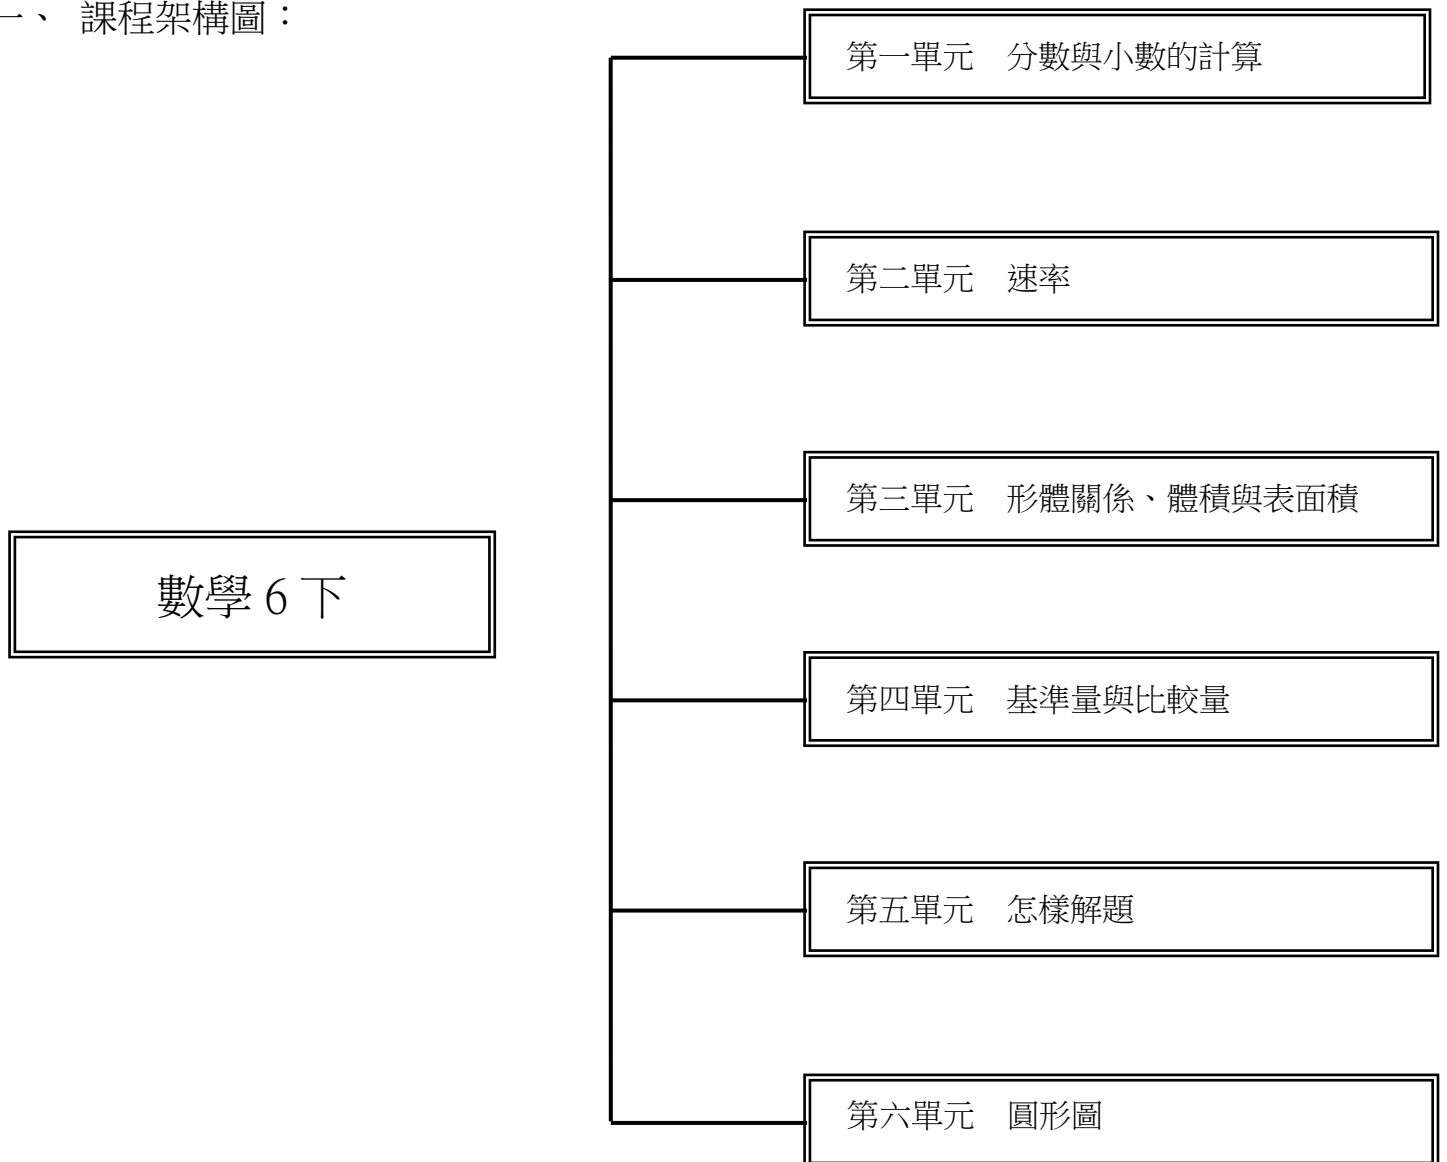 一、 課程架構圖：
第一單元　分數與小數的計算
第二單元　速率
第三單元　形體關係、體積與表面積
數學 6 下
第四單元　基準量與比較量
第五單元　怎樣解題
第六單元　圓形圖